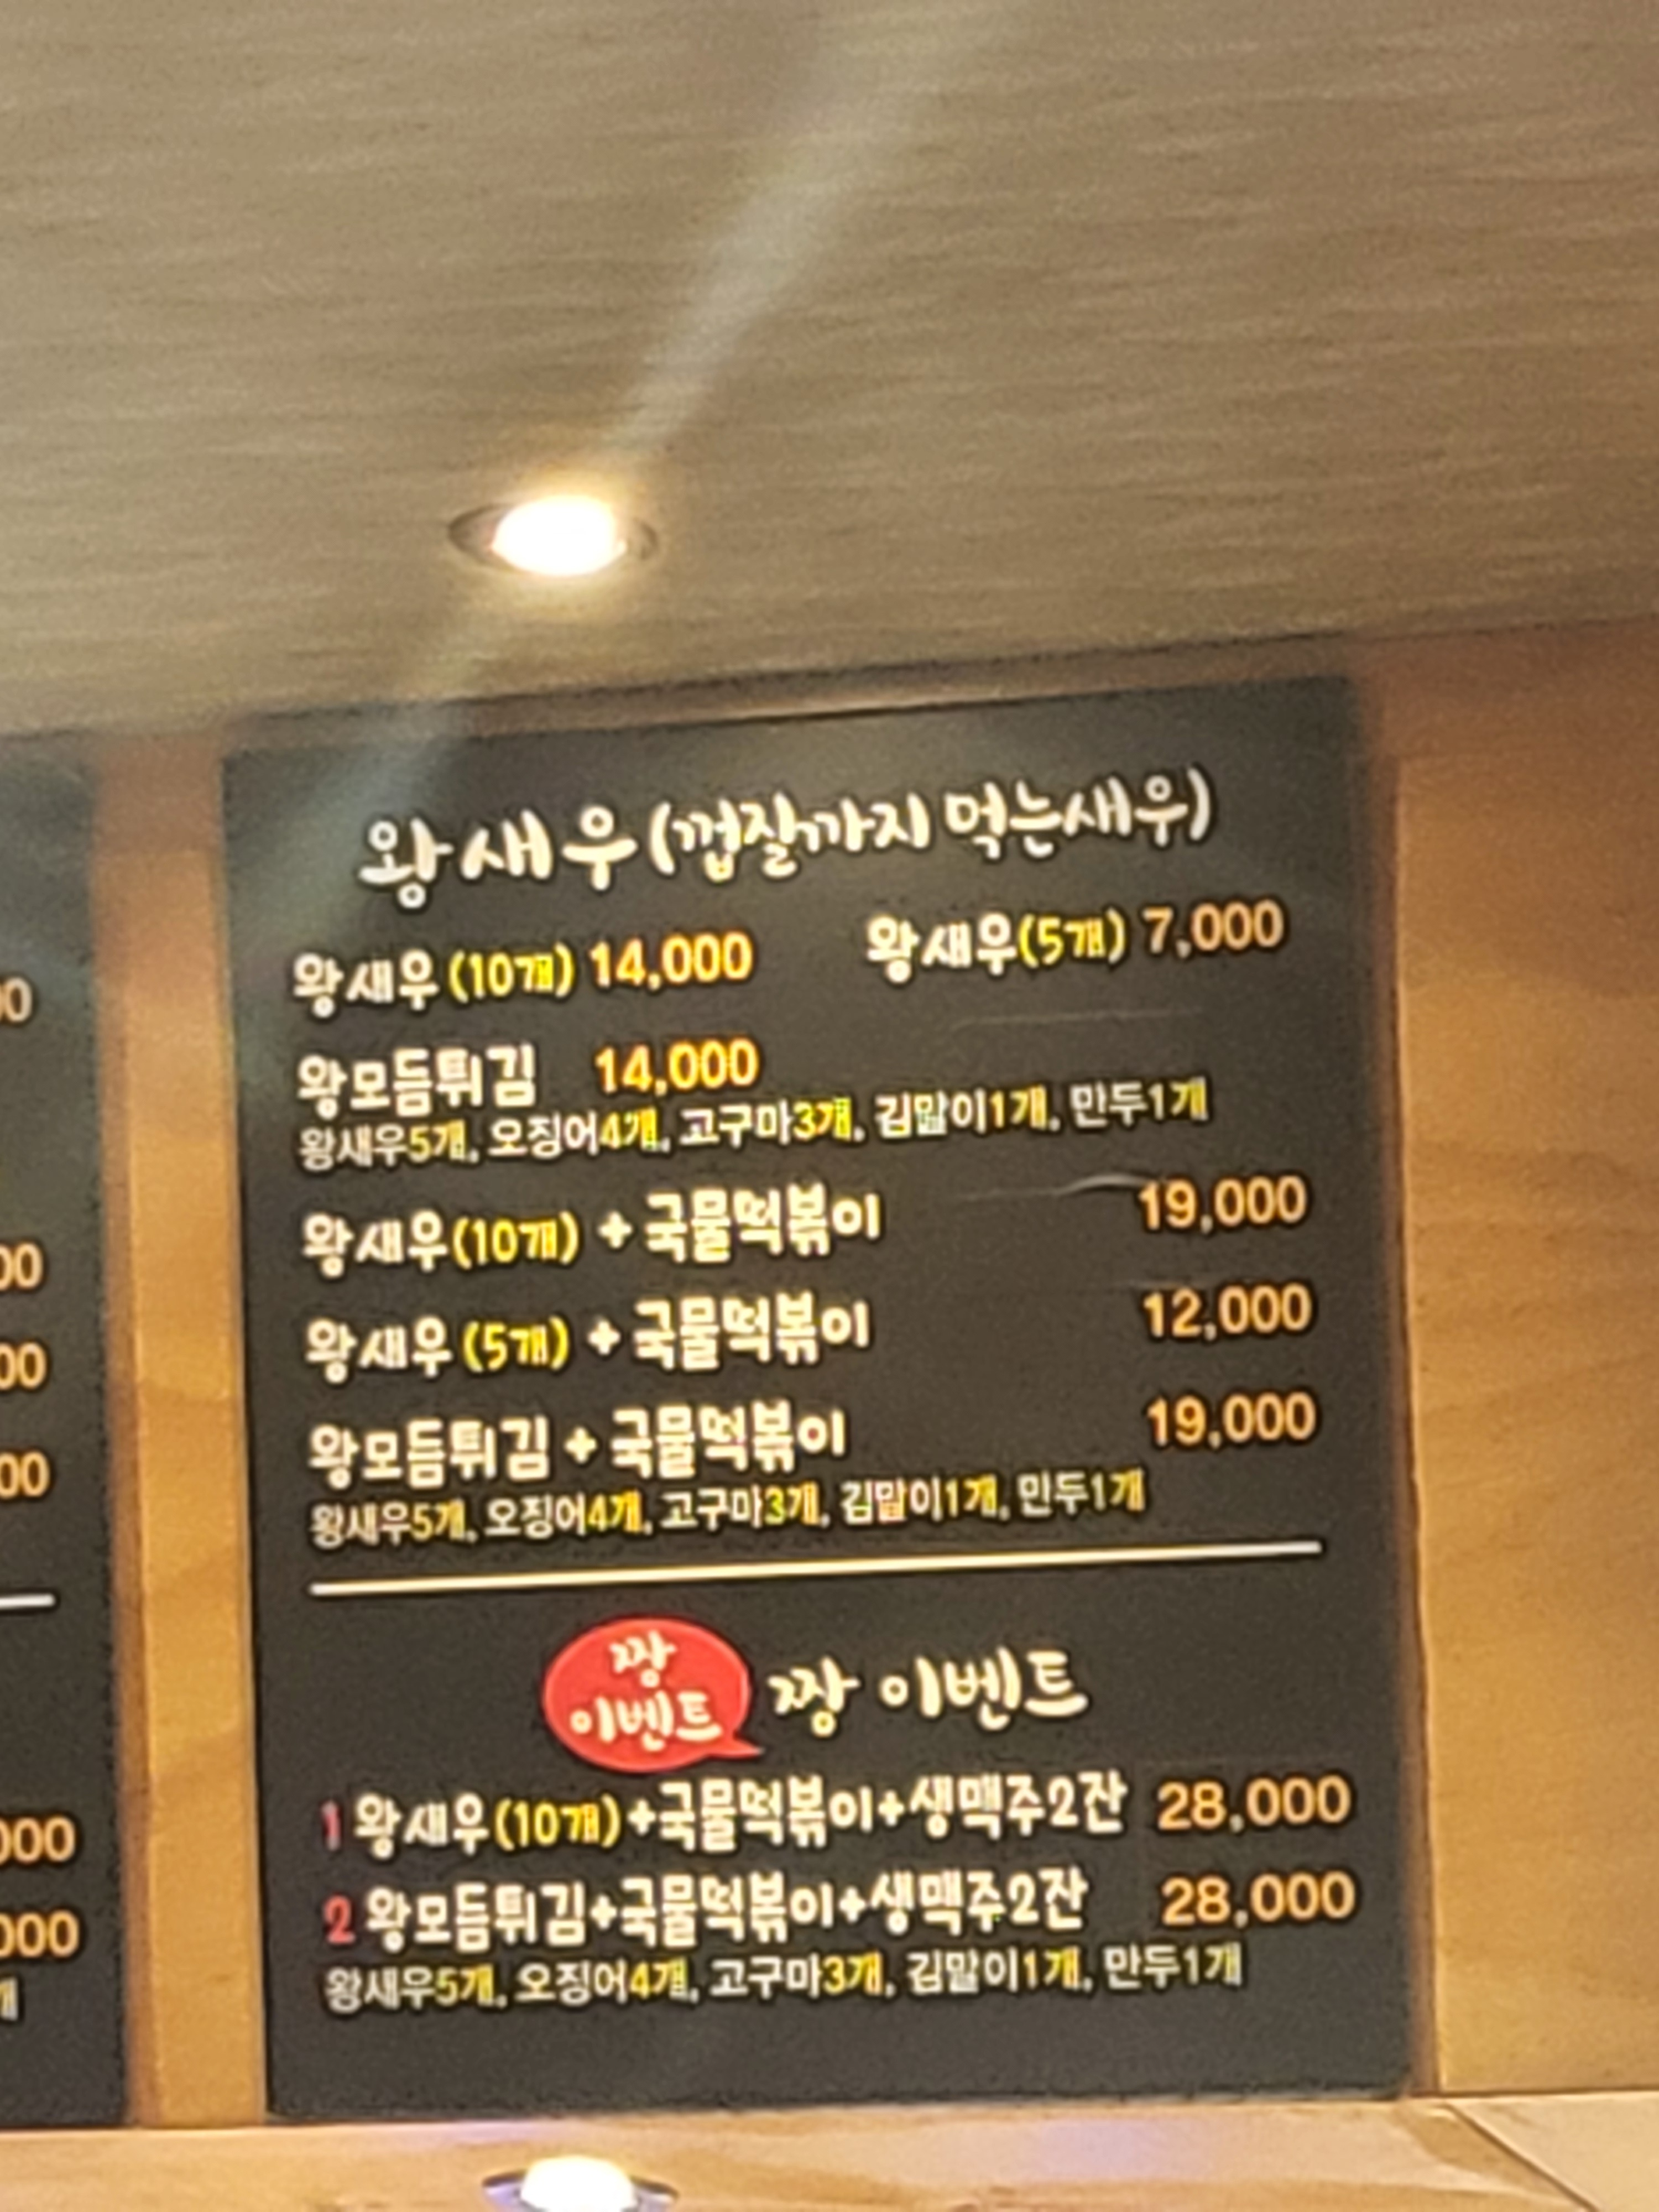 왕새우(껍질까지 먹는새우)
왕새우(10개) 14,000 왕새우(5개) 7,000
왕모듬튀김 14,000
왕새우5개, 오징어4개, 고구마3개, 김말이1개, 만두1개
왕새우(10개) + 국물떡볶이 19,000
왕새우(5개) + 국물떡볶이 12,000
왕모듬튀김 + 국물떡볶이 19,000
왕새우5개, 오징어4개, 고구마3개, 김말이1개, 만두1개
짱
이벤트
짱 이벤트
1 왕새우(10개)+국물떡볶이+생맥주2잔 28,000
2 왕모듬튀김+국물떡볶이+생맥주2잔 28,000
왕새우5개, 오징어4개, 고구마3개, 김말이1개, 만두1개